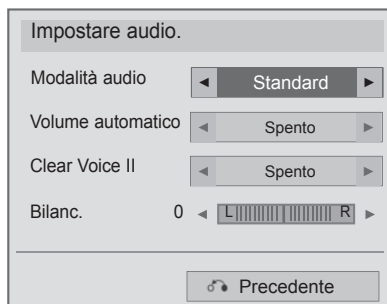 Impostare audio.
Modalità audio ◄ Standard ►
Volume automatico ◄ Spento ►
Clear Voice II ◄ Spento ►
Bilanc. 0 ◄ L R ►
Precedente